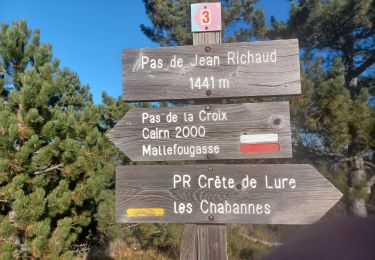 3
Pas de Jean Richaud
1441 m
Pas de la Croix
Cairn 2000
Mallefougasse
PR Crête de Lure
les Chabannes